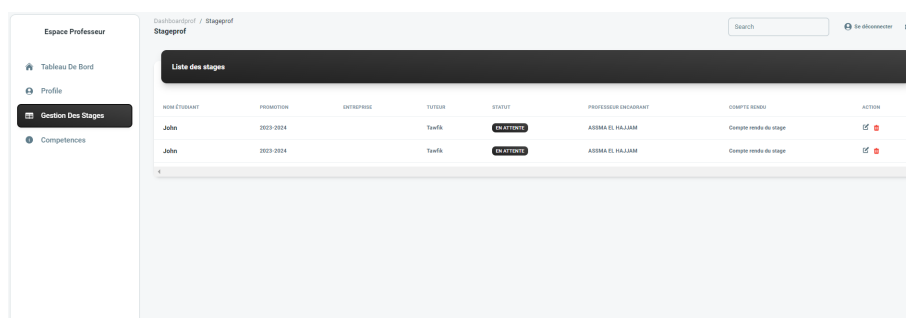 Espace Professeur
Tableau De Bord
Profile
Gestion Des Stages
Competences
Dashboardprof / Stageprof
Stageprof
Search
Se déconnecter
Liste des stages
NOM ÉTUDIANT PROMOTION ENTREPRISE TUTEUR STATUT PROFESSEUR ENCADRANT COMPTE RENDU ACTION
John 2023-2024 Tawfik EN ATTENTE ASSMA EL HAJJAM Compte rendu du stage
John 2023-2024 Tawfik EN ATTENTE ASSMA EL HAJJAM Compte rendu du stage